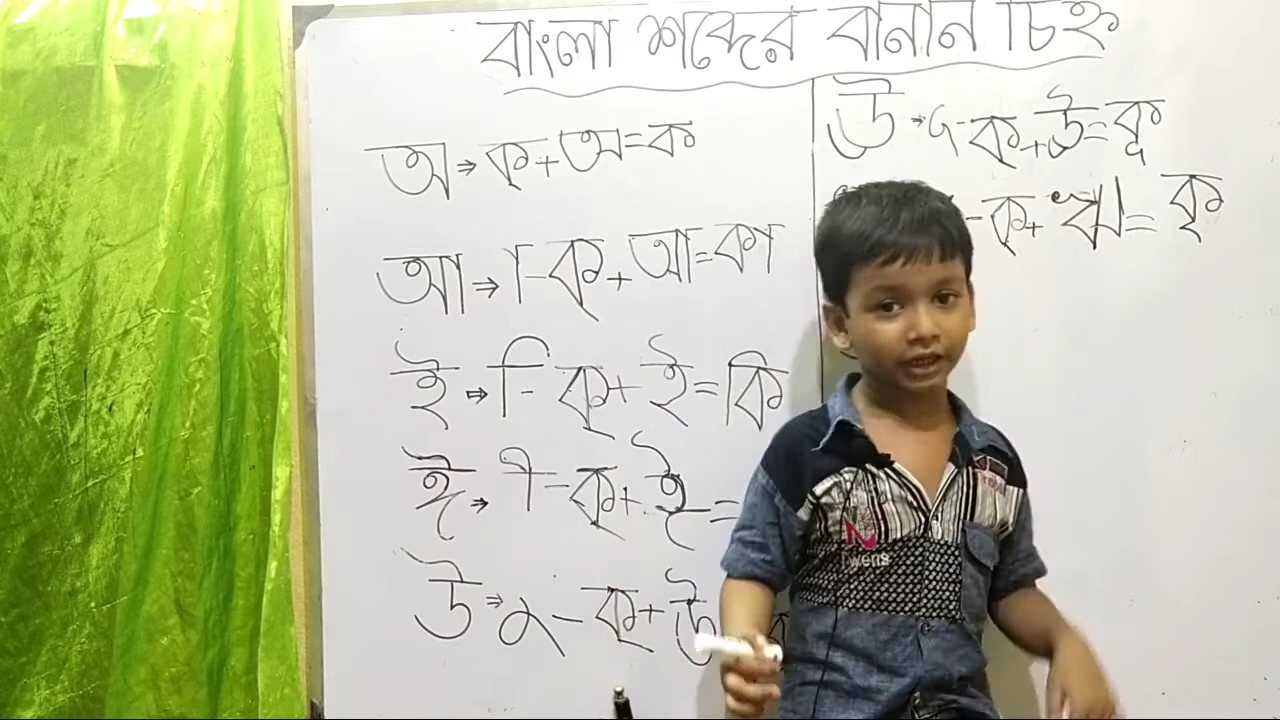 বাংলা শব্দের বানান চিহ্ন
অ → ক্ + অ = ক
আ → া - ক্ + আ = কা
ই → ি - ক্ + ই = কি
ঈ → ী - ক্ + ই =
উ → ু - ক্ + উ
ঊ → ূ - ক্ + ঊ = কূ
- ক্ + ঋ = কৃ